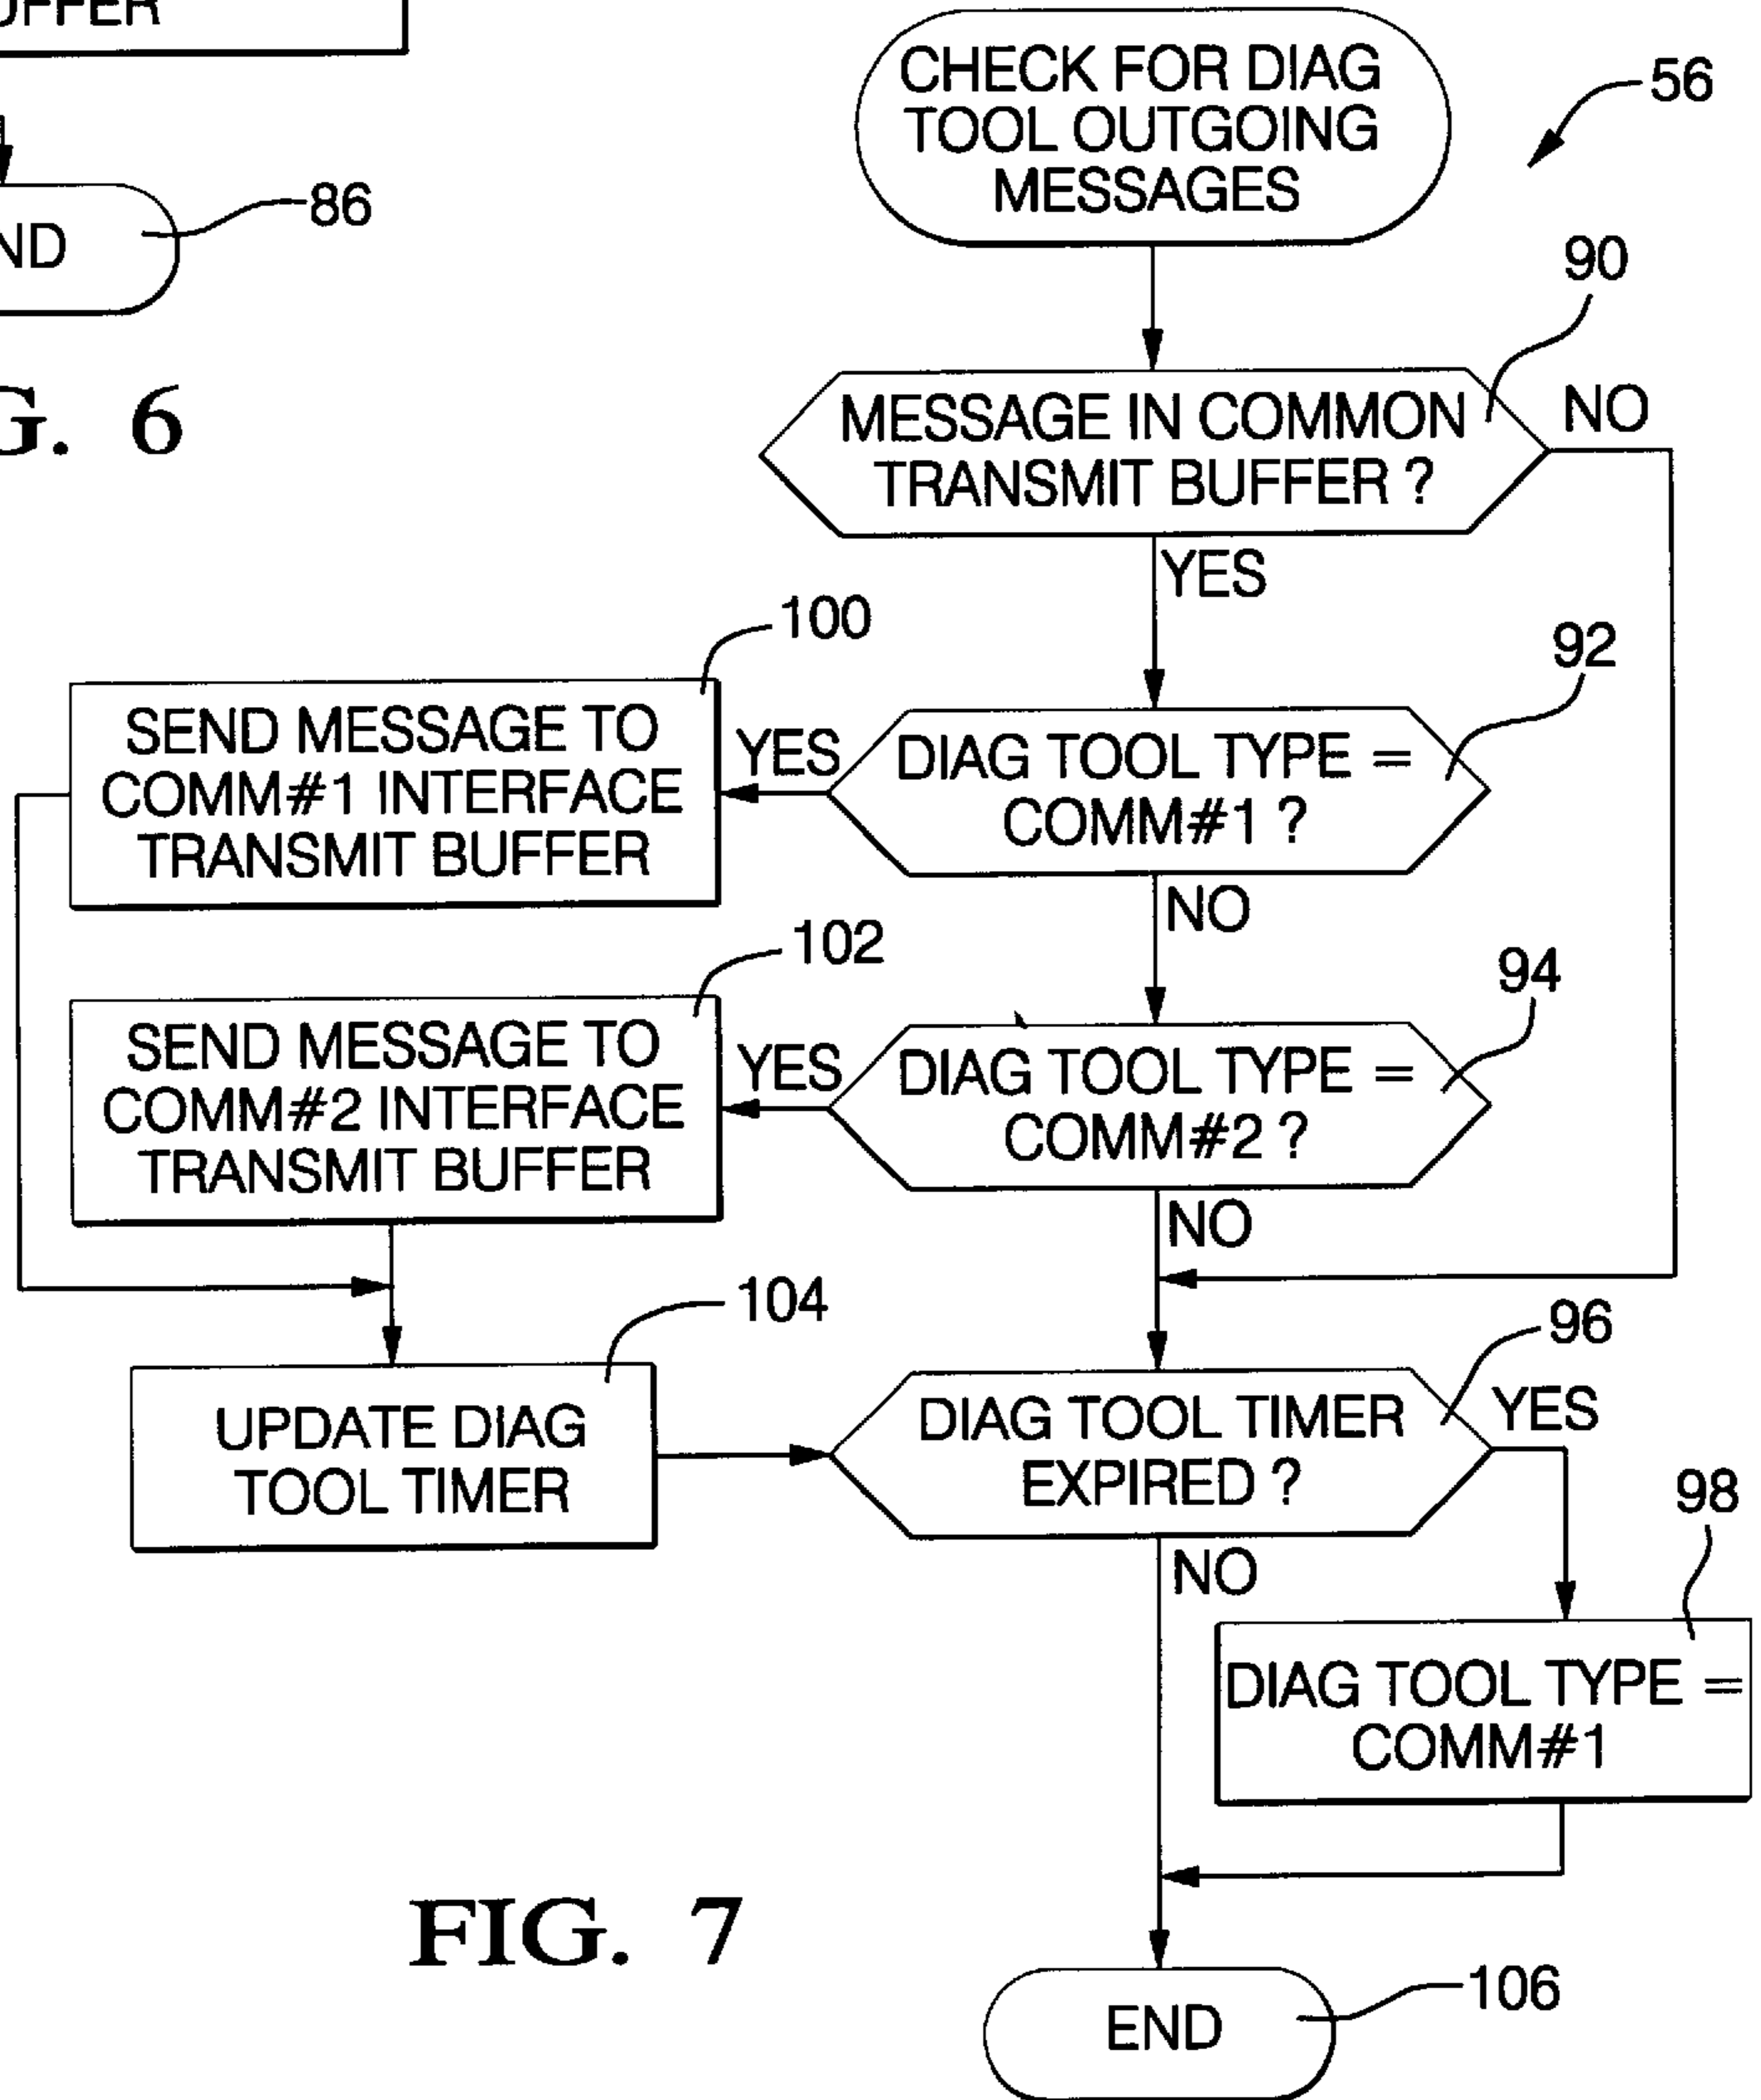 CHECK FOR DIAG
TOOL OUTGOING
MESSAGES
56
86
90
MESSAGE IN COMMON
TRANSMIT BUFFER ?
NO
YES
6
100
92
SEND MESSAGE TO
COMM#1 INTERFACE
TRANSMIT BUFFER
YES
DIAG TOOL TYPE =
COMM#1 ?
NO
102
94
SEND MESSAGE TO
COMM#2 INTERFACE
TRANSMIT BUFFER
YES
DIAG TOOL TYPE =
COMM#2 ?
NO
104
96
UPDATE DIAG
TOOL TIMER
DIAG TOOL TIMER
EXPIRED ?
YES
NO
98
DIAG TOOL TYPE =
COMM#1
FIG. 7
END
106